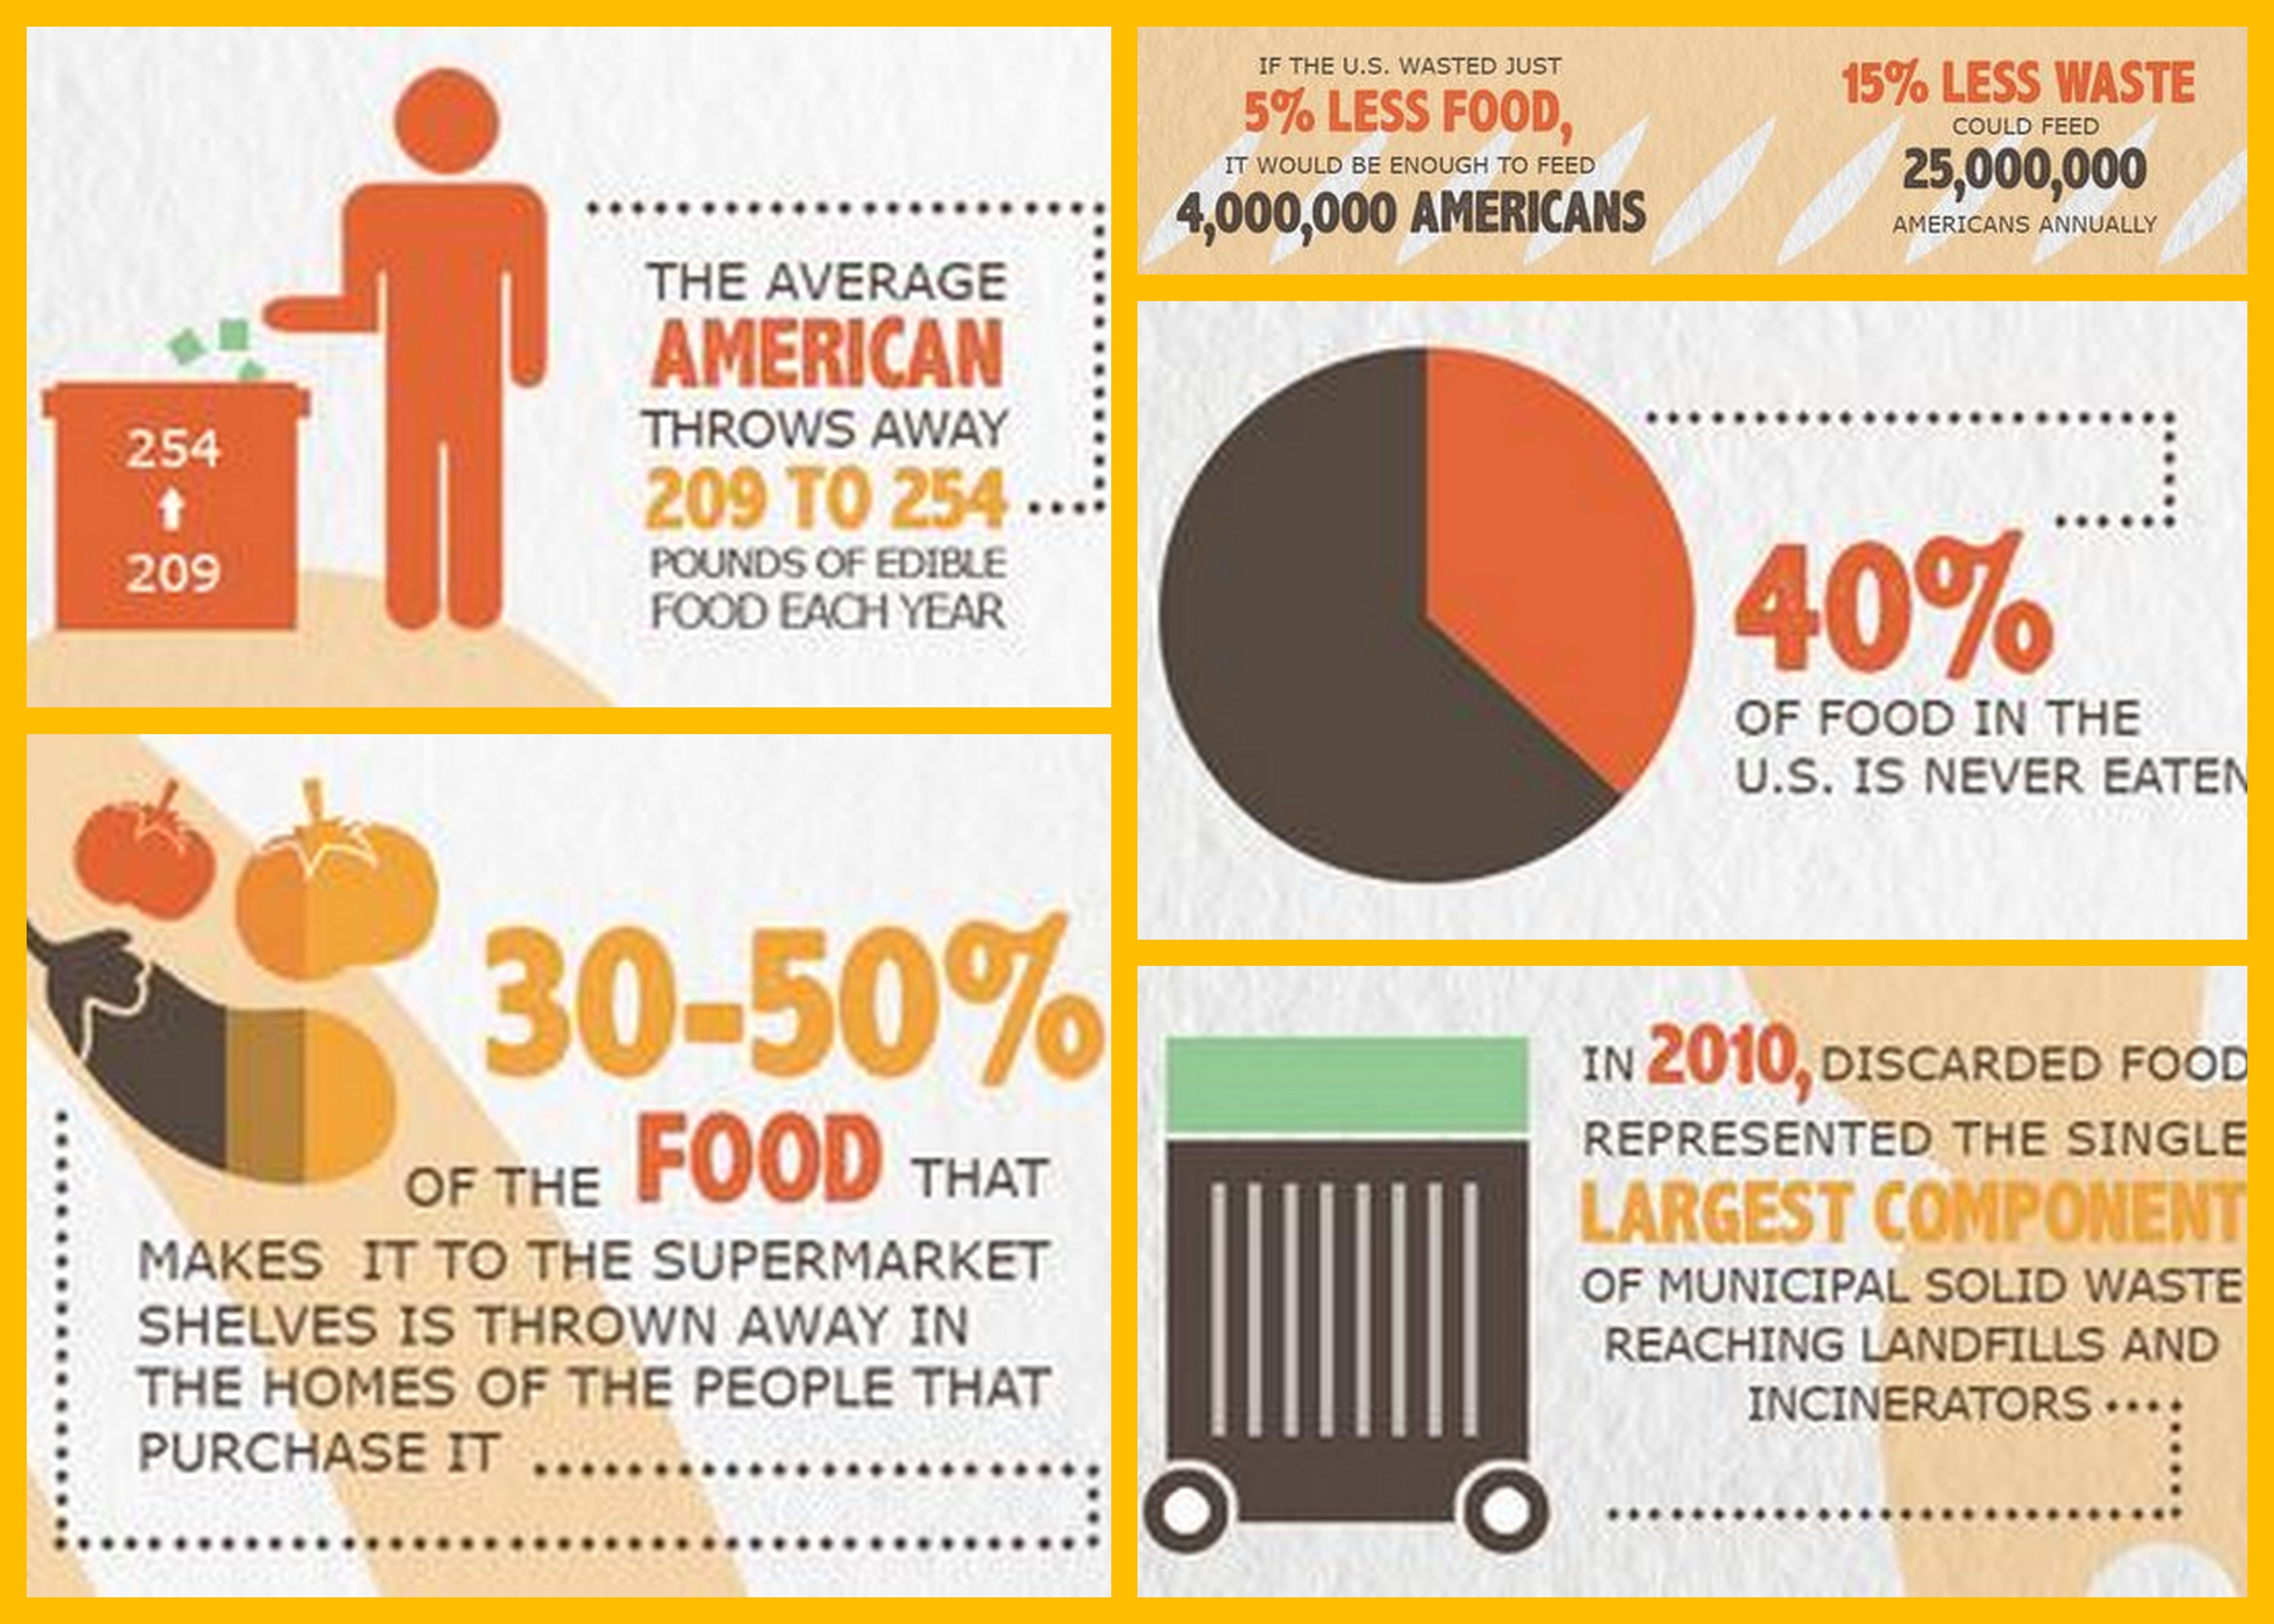 THE AVERAGE
AMERICAN
THROWS AWAY
209 TO 254
POUNDS OF EDIBLE
FOOD EACH YEAR
254
209
IF THE U.S. WASTED JUST
5% LESS FOOD,
IT WOULD BE ENOUGH TO FEED
4,000,000 AMERICANS
15% LESS WASTE
COULD FEED
25,000,000
AMERICANS ANNUALLY
40%
OF FOOD IN THE
U.S. IS NEVER EATEN
30-50%
OF THE FOOD THAT
MAKES IT TO THE SUPERMARKET
SHELVES IS THROWN AWAY IN
THE HOMES OF THE PEOPLE THAT
PURCHASE IT
IN 2010, DISCARDED FOOD
REPRESENTED THE SINGLE
LARGEST COMPONENT
OF MUNICIPAL SOLID WASTE
REACHING LANDFILLS AND
INCINERATORS